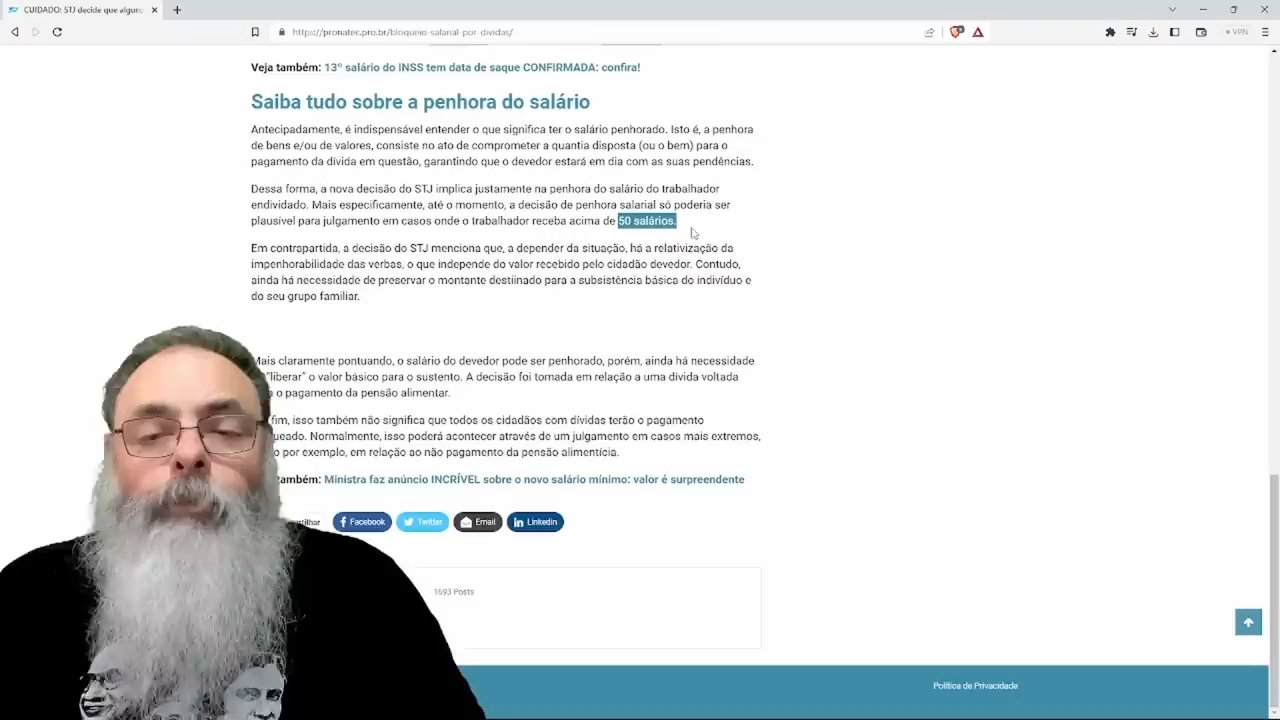 CUIDADO: STJ decide que algun
https://pronatec.pro.br/bloqueio-salarial-por-dividas/
VPN
Veja também: 13º salário do INSS tem data de saque CONFIRMADA: confira!
Saiba tudo sobre a penhora do salário
Antecipadamente, é indispensável entender o que significa ter o salário penhorado. Isto é, a penhora
de bens e/ou de valores, consiste no ato de comprometer a quantia disposta (ou o bem) para o
pagamento da dívida em questão, garantindo que o devedor estará em dia com as suas pendências.
Dessa forma, a nova decisão do STJ implica justamente na penhora do salário do trabalhador
endividado. Mais especificamente, até o momento, a decisão de penhora salarial só poderia ser
plausível para julgamento em casos onde o trabalhador receba acima de 50 salários.
Em contrapartida, a decisão do STJ menciona que, a depender da situação, há a relativização da
impenhorabilidade das verbas, o que independe do valor recebido pelo cidadão devedor. Contudo,
ainda há necessidade de preservar o montante destiinado para a subsistência básica do indivíduo e
do seu grupo familiar.
Mais claramente pontuando, o salário do devedor pode ser penhorado, porém, ainda há necessidade
"liberar" o valor básico para o sustento. A decisão foi tomada em relação a uma dívida voltada
o pagamento da pensão alimentar.
fim, isso também não significa que todos os cidadãos com dívidas terão o pagamento
queado. Normalmente, isso poderá acontecer através de um julgamento em casos mais extremos,
o por exemplo, em relação ao não pagamento da pensão alimentícia.
também: Ministra faz anúncio INCRÍVEL sobre o novo salário mínimo: valor é surpreendente
rtilhar Facebook Twitter Email Linkedin
1693 Posts
Política de Privacidade